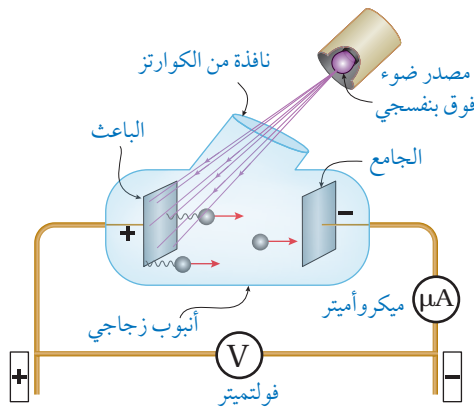 مصدر ضوء
فوق بنفسجي
نافذة من الكوارتز
الباعث
الجامع
+
-
أنبوب زجاجي
ميكروأميتر
μA
V
فولتميتر
+
-